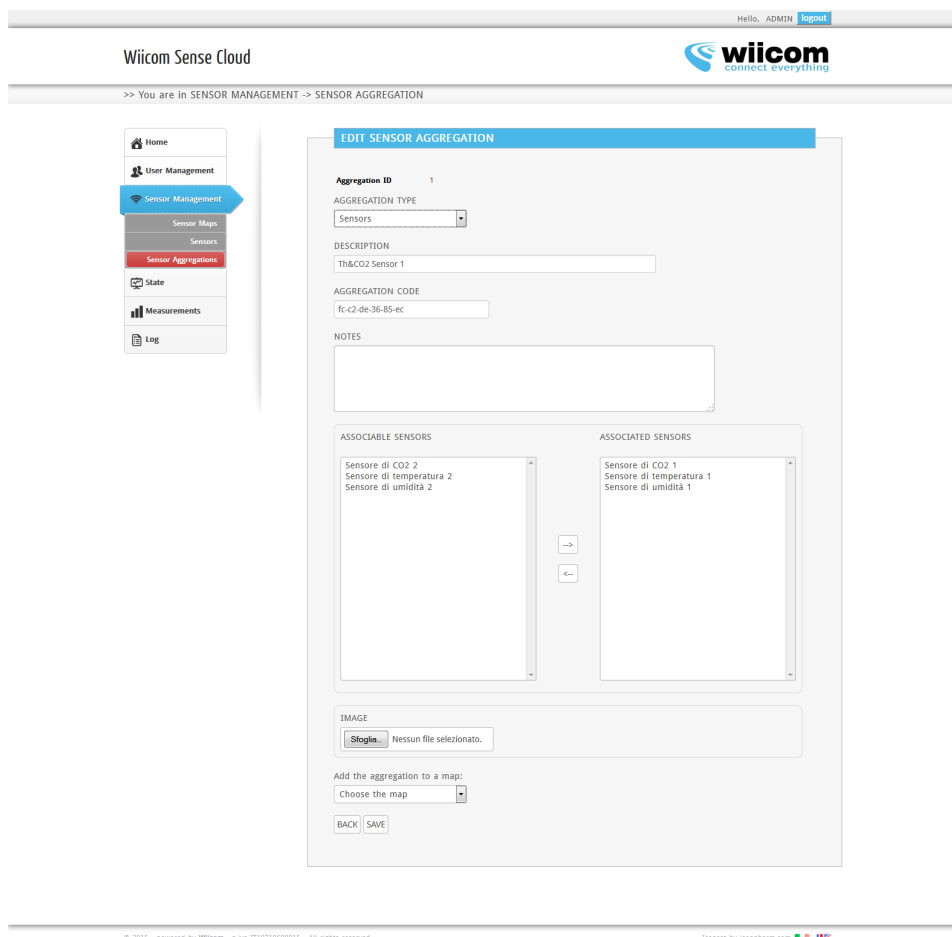 Hello, ADMIN logout
Wiicom Sense Cloud
wiicom
connect everything
>> You are in SENSOR MANAGEMENT -> SENSOR AGGREGATION
Home
User Management
Sensor Management
Sensor Maps
Sensors
Sensor Aggregations
State
Measurements
Log
EDIT SENSOR AGGREGATION
Aggregation ID 1
AGGREGATION TYPE
Sensors
DESCRIPTION
Th&CO2 Sensor 1
AGGREGATION CODE
fc-c2-de-36-85-ec
NOTES
ASSOCIABLE SENSORS
Sensore di CO2 2
Sensore di temperatura 2
Sensore di umidità 2
-->
<--
ASSOCIATED SENSORS
Sensore di CO2 1
Sensore di temperatura 1
Sensore di umidità 1
IMAGE
Sfoglia... Nessun file selezionato.
Add the aggregation to a map:
Choose the map
BACK SAVE